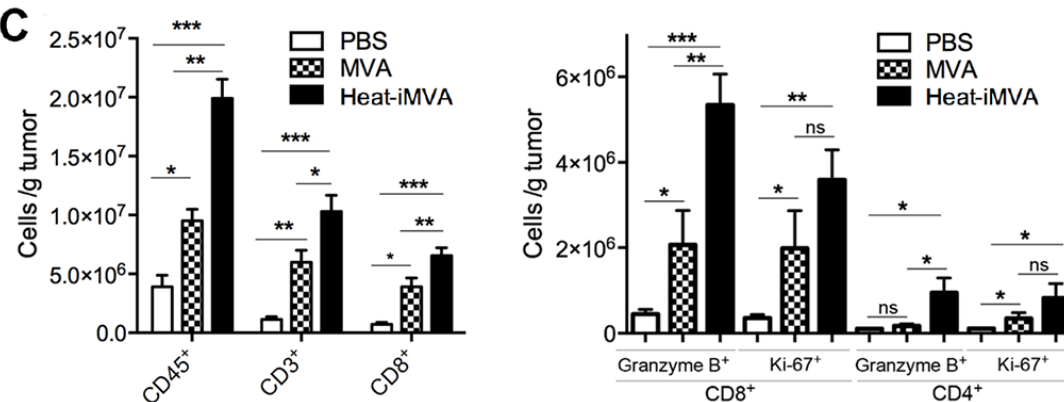 C
Cells /g tumor
2.5×10⁷
2.0×10⁷
1.5×10⁷
1.0×10⁷
5.0×10⁶
0.0
***
**
*
***
*
**
***
**
*
PBS
MVA
Heat-iMVA
CD45⁺
CD3⁺
CD8⁺
Cells /g tumor
6×10⁶
4×10⁶
2×10⁶
0
***
**
*
**
ns
*
*
*
ns
*
ns
*
PBS
MVA
Heat-iMVA
Granzyme B⁺
Ki-67⁺
Granzyme B⁺
Ki-67⁺
CD8⁺
CD4⁺